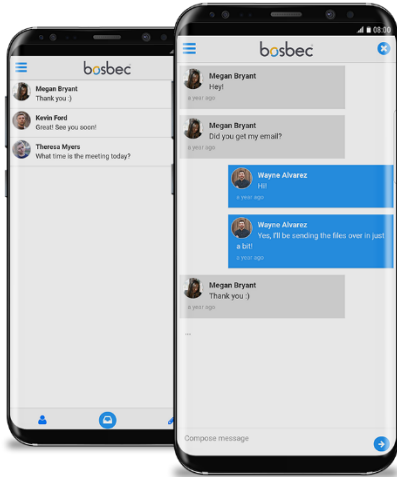 bosbec
Megan Bryant
Thank you :)
Kevin Ford
Great! See you soon!
Theresa Myers
What time is the meeting today?
08:00
bosbec
Megan Bryant
Hey!
a year ago
Megan Bryant
Did you get my email?
a year ago
Wayne Alvarez
Hi!
a year ago
Wayne Alvarez
Yes, I'll be sending the files over in just
a bit!
a year ago
Megan Bryant
Thank you :)
a year ago
...
Compose message